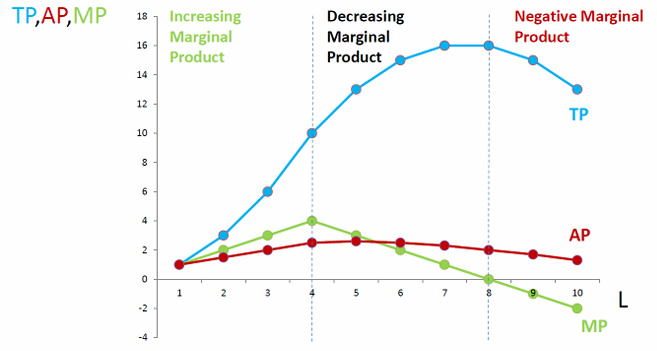 TP,AP,MP
Increasing
Marginal
Product
Decreasing
Marginal
Product
Negative Marginal
Product
18
16
14
12
10
8
6
4
2
0
-2
-4
1 2 3 4 5 6 7 8 9 10
L
TP
AP
MP